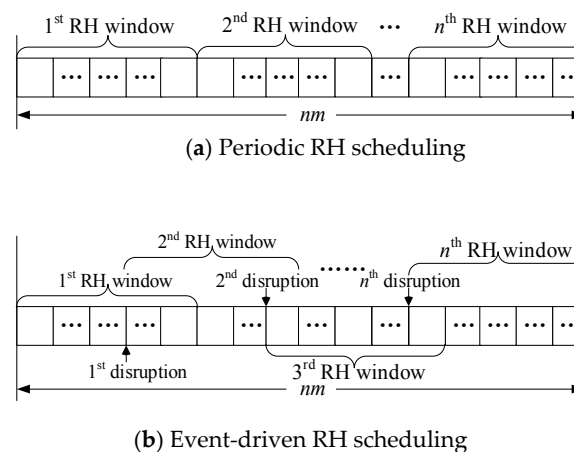 1st RH window 2nd RH window ... nth RH window
... ... ... ... ... ... ... ... ... ...
nm
(a) Periodic RH scheduling
2nd RH window nth RH window
1st RH window 2nd disruption ...... nth disruption
... ... ... ... ... ... ... ... ... ...
1st disruption 3rd RH window
nm
(b) Event-driven RH scheduling